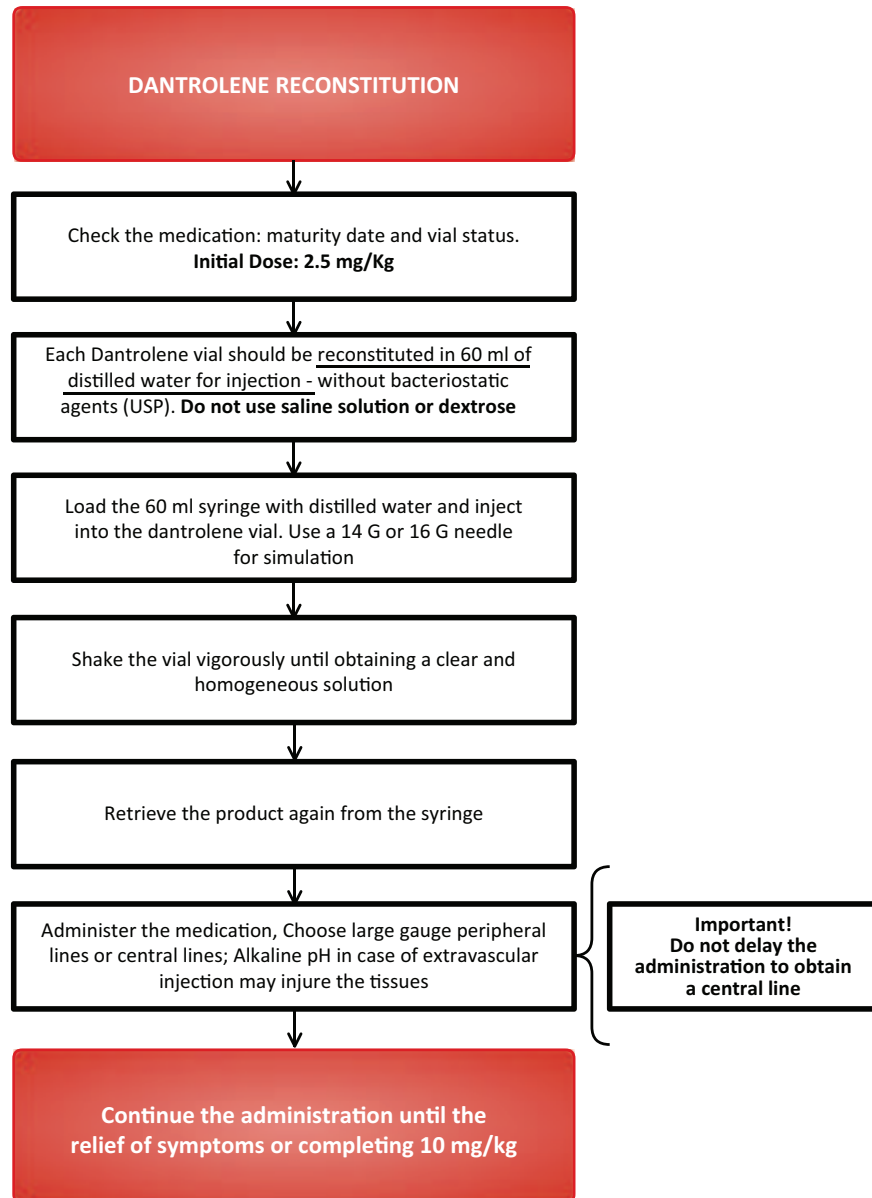 DANTROLENE RECONSTITUTION
Check the medication: maturity date and vial status.
Initial Dose: 2.5 mg/Kg
Each Dantrolene vial should be reconstituted in 60 ml of
distilled water for injection - without bacteriostatic
agents (USP). Do not use saline solution or dextrose
Load the 60 ml syringe with distilled water and inject
into the dantrolene vial. Use a 14 G or 16 G needle
for simulation
Shake the vial vigorously until obtaining a clear and
homogeneous solution
Retrieve the product again from the syringe
Administer the medication, Choose large gauge peripheral
lines or central lines; Alkaline pH in case of extravascular
injection may injure the tissues
Important!
Do not delay the
administration to obtain
a central line
Continue the administration until the
relief of symptoms or completing 10 mg/kg